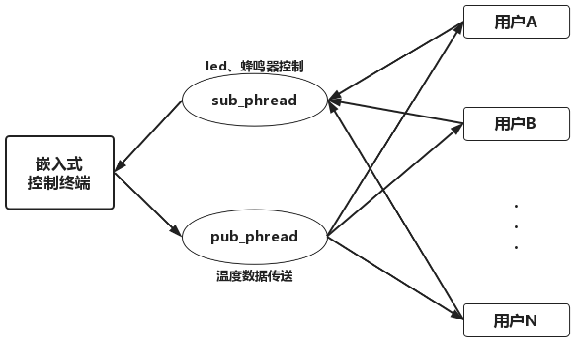 用户A
led、蜂鸣器控制
sub_phread
用户B
嵌入式
控制终端
pub_phread
温度数据传送
用户N